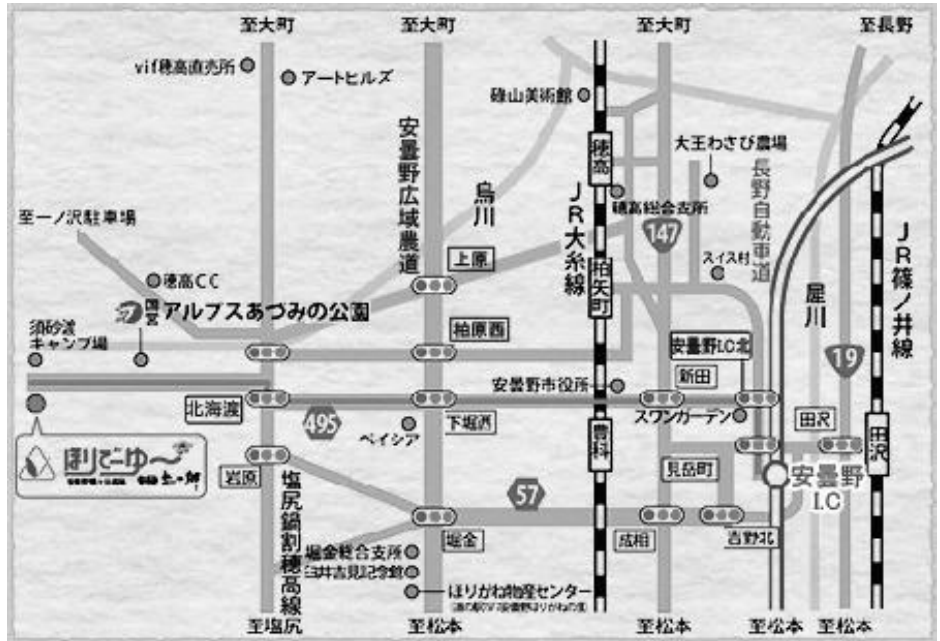 至大町
至大町
至大町
至長野
vif穂高直売所
アートヒルズ
碌山美術館
安曇野広域農道
烏川
穂高
大王わさび農場
JR大糸線
穂高総合支所
長野自動車道
至一ノ沢駐車場
147
上原
柏矢町
スイス村
JR篠ノ井線
穂高CC
国営
アルプスあづみの公園
犀川
須砂渡
キャンプ場
柏原西
安曇野I.C北
19
安曇野市役所
新田
北海渡
495
下堀西
スワンガーデン
田沢
ベイシア
豊科
田沢
ほりでーゆ〜
岩原
見岳町
安曇野
I.C
塩尻鍋割穂高線
57
堀金
成相
吉野北
堀金総合支所
臼井吉見記念館
ほりがね物産センター
至塩尻
至松本
至松本
至松本